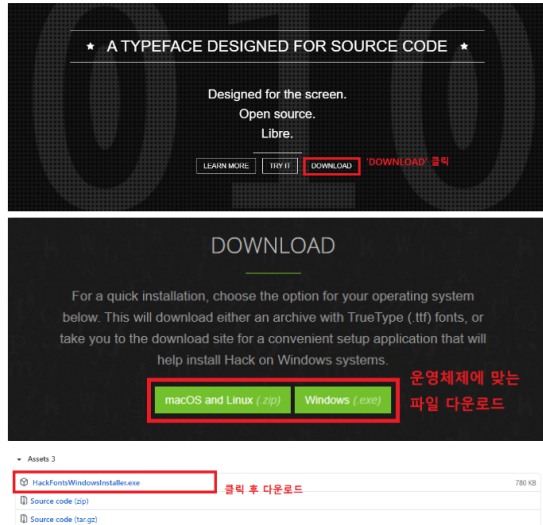 ★ A TYPEFACE DESIGNED FOR SOURCE CODE ★
Designed for the screen.
Open source.
Libre.
LEARN MORE TRY IT DOWNLOAD 'DOWNLOAD' 클릭
DOWNLOAD
For a quick installation, choose the option for your operating system
below. This will download either an archive with TrueType (.ttf) fonts, or
take you to the download site for a convenient setup application that will
help install Hack on Windows systems.
macOS and Linux (.zip) Windows (.exe)
운영체제에 맞는
파일 다운로드
Assets 3
HackFontsWindowsInstaller.exe 780 KB
클릭 후 다운로드
Source code (zip)
Source code (tar.gz)